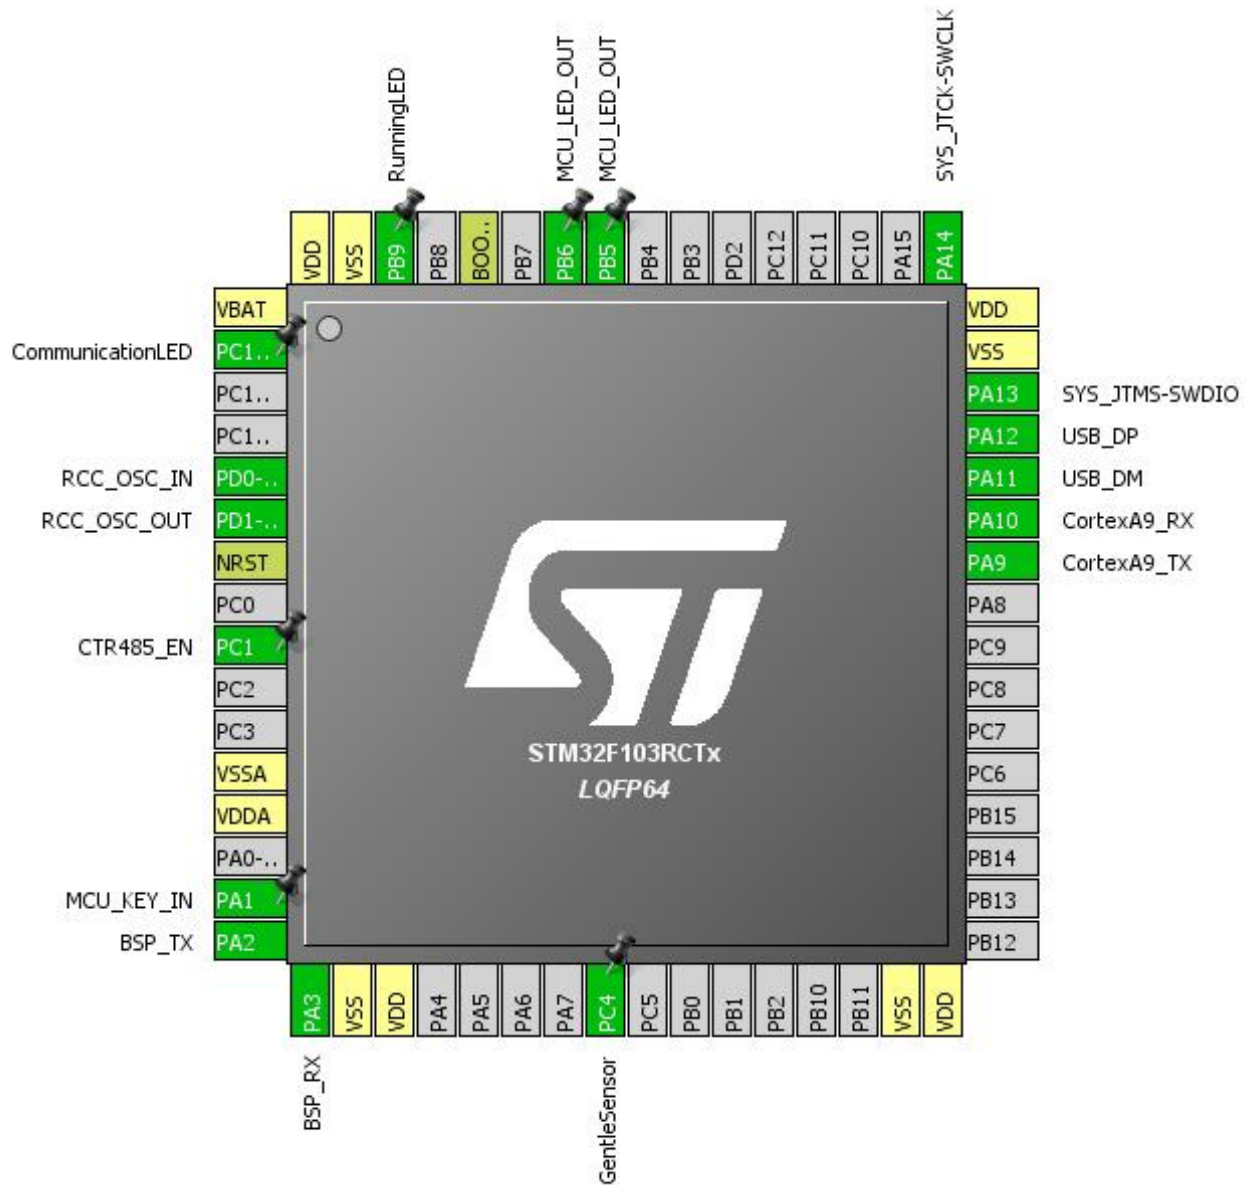 RunningLED
MCU_LED_OUT
MCU_LED_OUT
SYS_JTCK-SWCLK
VDD
VSS
PB9
PB8
BOO..
PB7
PB6
PB5
PB4
PB3
PD2
PC12
PC11
PC10
PA15
PA14
VBAT
CommunicationLED PC1..
PC1..
PC1..
RCC_OSC_IN PD0-..
RCC_OSC_OUT PD1-..
NRST
PC0
CTR485_EN PC1
PC2
PC3
VSSA
VDDA
PA0-..
MCU_KEY_IN PA1
BSP_TX PA2
ST
STM32F103RCTx
LQFP64
VDD
VSS
PA13 SYS_JTMS-SWDIO
PA12 USB_DP
PA11 USB_DM
PA10 CortexA9_RX
PA9 CortexA9_TX
PA8
PC9
PC8
PC7
PC6
PB15
PB14
PB13
PB12
PA3
VSS
VDD
PA4
PA5
PA6
PA7
PC4
PC5
PB0
PB1
PB2
PB10
PB11
VSS
VDD
BSP_RX
GentleSensor